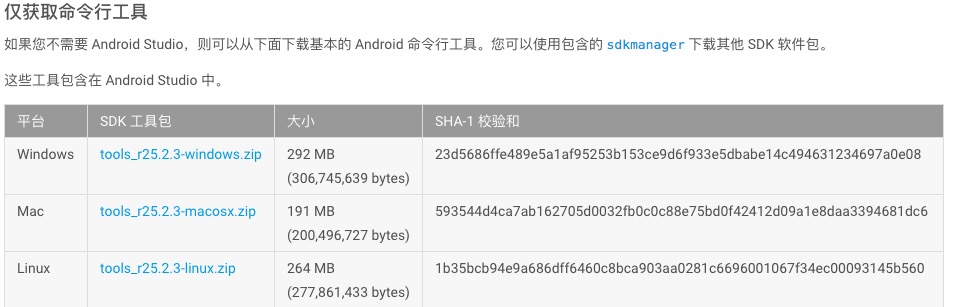 仅获取命令行工具
如果您不需要 Android Studio，则可以从下面下载基本的 Android 命令行工具。您可以使用包含的 sdkmanager 下载其他 SDK 软件包。
这些工具包含在 Android Studio 中。
平台 SDK 工具包 大小 SHA-1 校验和
Windows tools_r25.2.3-windows.zip 292 MB 23d5686ffe489e5a1af95253b153ce9d6f933e5dbabe14c494631234697a0e08
(306,745,639 bytes)
Mac tools_r25.2.3-macosx.zip 191 MB 593544d4ca7ab162705d0032fb0c0c88e75bd0f42412d09a1e8daa3394681dc6
(200,496,727 bytes)
Linux tools_r25.2.3-linux.zip 264 MB 1b35bcb94e9a686dff6460c8bca903aa0281c6696001067f34ec00093145b560
(277,861,433 bytes)